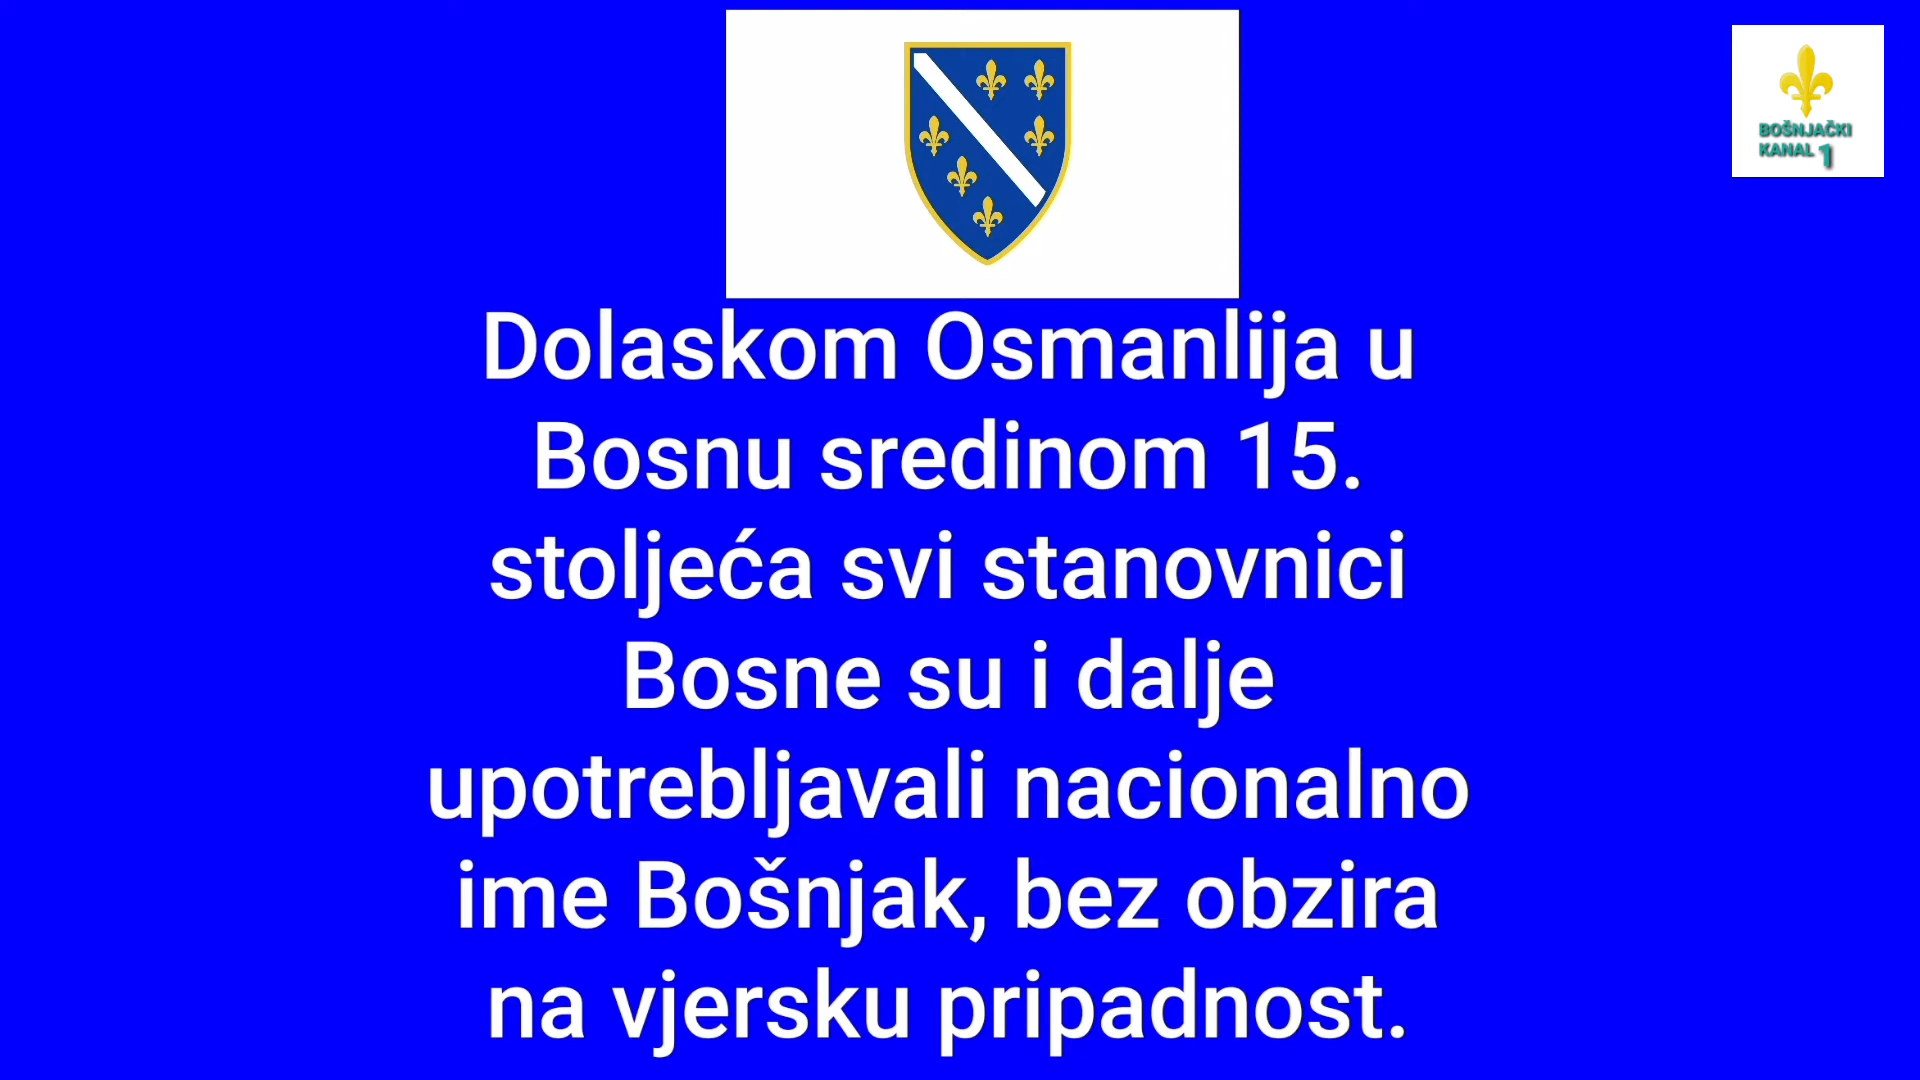 BOŠNJAČKI
KANAL 1
Dolaskom Osmanlija u
Bosnu sredinom 15.
stoljeća svi stanovnici
Bosne su i dalje
upotrebljavali nacionalno
ime Bošnjak, bez obzira
na vjersku pripadnost.